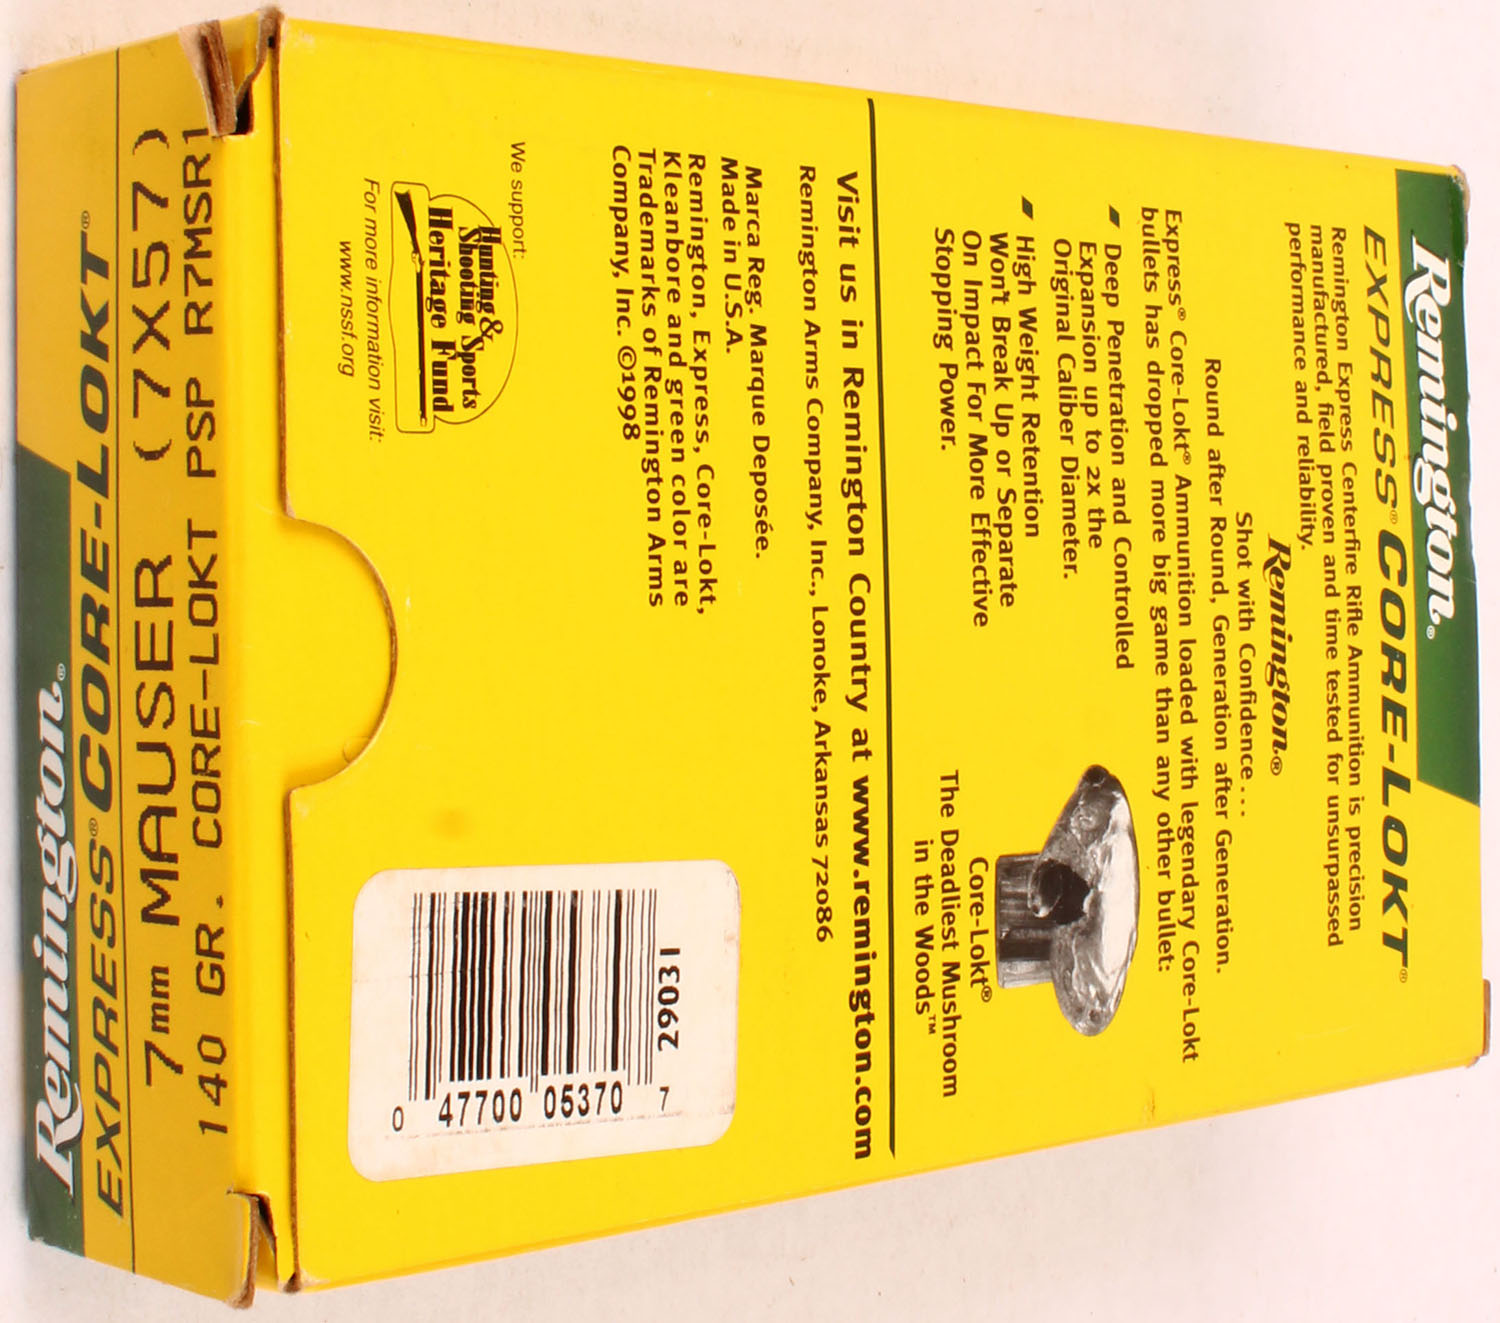 Remington®
EXPRESS® CORE-LOKT®
Remington Express Centerfire Rifle Ammunition is precision
manufactured, field proven and time tested for unsurpassed
performance and reliability.
Remington®
Shot with Confidence...
Round after Round, Generation after Generation.
Express® Core-Lokt® Ammunition loaded with legendary Core-Lokt
bullets has dropped more big game than any other bullet:
Deep Penetration and Controlled
Expansion up to 2x the
Original Caliber Diameter.
High Weight Retention
Won't Break Up or Separate
On Impact For More Effective
Stopping Power.
Core-Lokt®
The Deadliest Mushroom
in the Woods™
Visit us in Remington Country at www.remington.com
Remington Arms Company, Inc., Lonoke, Arkansas 72086
Marca Reg. Marque Deposée.
Made in U.S.A.
Remington, Express, Core-Lokt,
Kleanbore and green color are
Trademarks of Remington Arms
Company, Inc. ©1998
We support:
Hunting &
Shooting Sports
Heritage Fund
For more information visit:
www.nssf.org
29031
0 47700 05370 7
140 GR. CORE-LOKT PSP R7MSR1
7mm MAUSER (7X57)
EXPRESS® CORE-LOKT®
Remington®